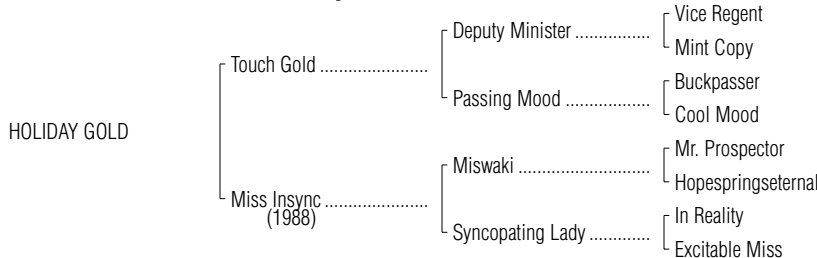 Vice Regent
Deputy Minister ................
Mint Copy
Touch Gold .......................
Buckpasser
Passing Mood ..................
Cool Mood
HOLIDAY GOLD
Mr. Prospector
Miswaki ............................
Hopespringseternal
Miss Insync ......................
(1988)
In Reality
Syncopating Lady .............
Excitable Miss